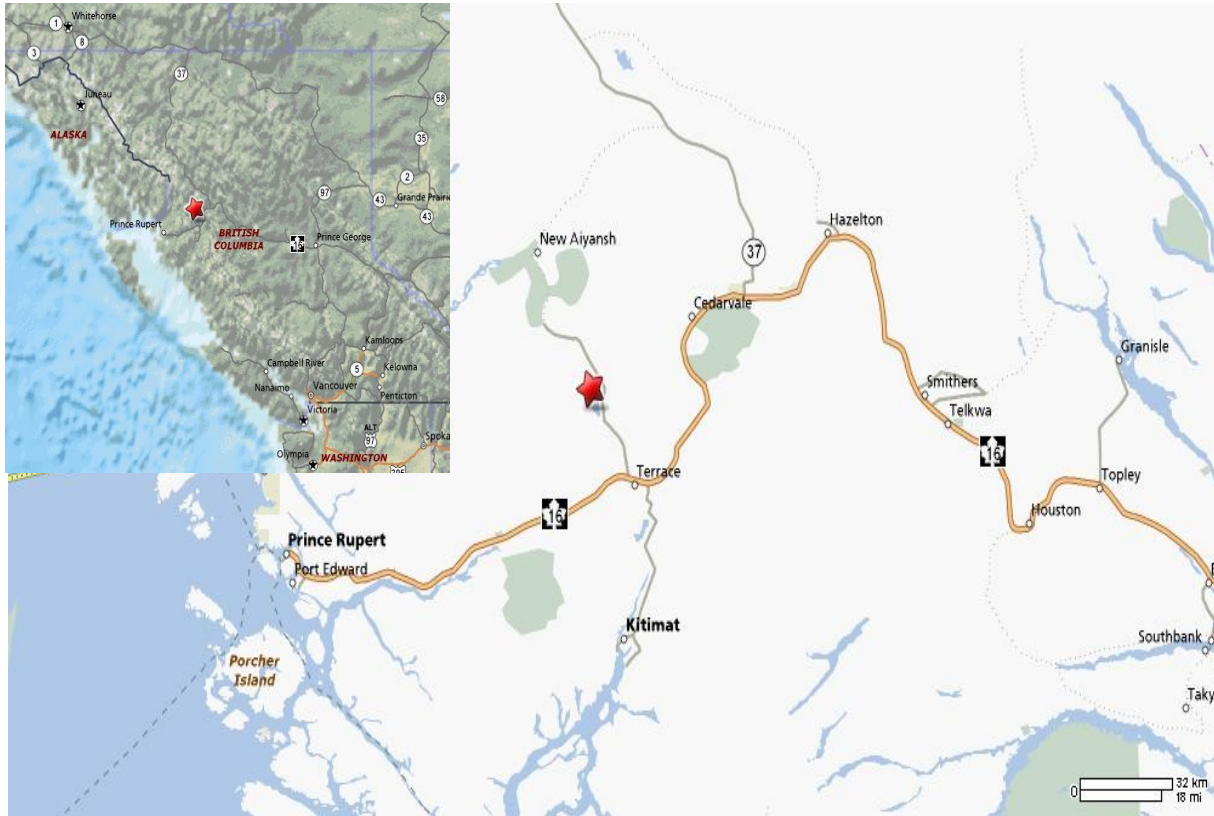 1
Whitehorse
8
3
37
Juneau
58
ALASKA
35
2
97
43
Grande Prairi
43
Prince Rupert
BRITISH
COLUMBIA
16
Prince George
Kamloops
Campbell River
5
Kelowna
Nanaimo
Vancouver
Penticton
Victoria
ALT
97
Spoka
Olympia
WASHINGTON
Hazelton
New Aiyansh
37
Cedarvale
Granisle
Smithers
Telkwa
16
Terrace
Topley
16
Houston
Prince Rupert
Port Edward
Kitimat
Southbank
Porcher
Island
Taky
32 km
0
18 mi